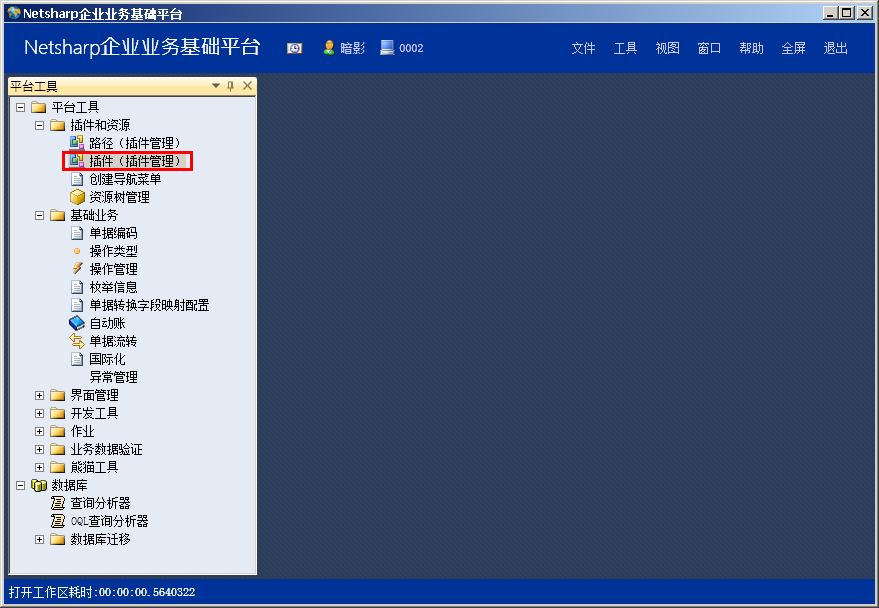 Netsharp企业业务基础平台
Netsharp企业业务基础平台 暗影 0002 文件 工具 视图 窗口 帮助 全屏 退出
平台工具
平台工具
插件和资源
路径（插件管理）
插件（插件管理）
创建导航菜单
资源树管理
基础业务
单据编码
操作类型
操作管理
枚举信息
单据转换字段映射配置
自动账
单据流转
国际化
异常管理
界面管理
开发工具
作业
业务数据验证
熊猫工具
数据库
查询分析器
OQL查询分析器
数据库迁移
打开工作区耗时:00:00:00.5640322